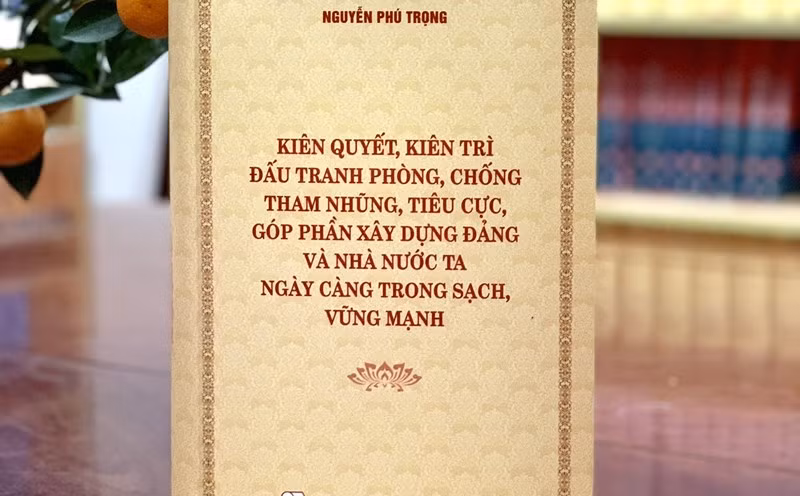 NGUYỄN PHÚ TRỌNG
KIÊN QUYẾT, KIÊN TRÌ
ĐẤU TRANH PHÒNG, CHỐNG
THAM NHŨNG, TIÊU CỰC,
GÓP PHẦN XÂY DỰNG ĐẢNG
VÀ NHÀ NƯỚC TA
NGÀY CÀNG TRONG SẠCH,
VỮNG MẠNH